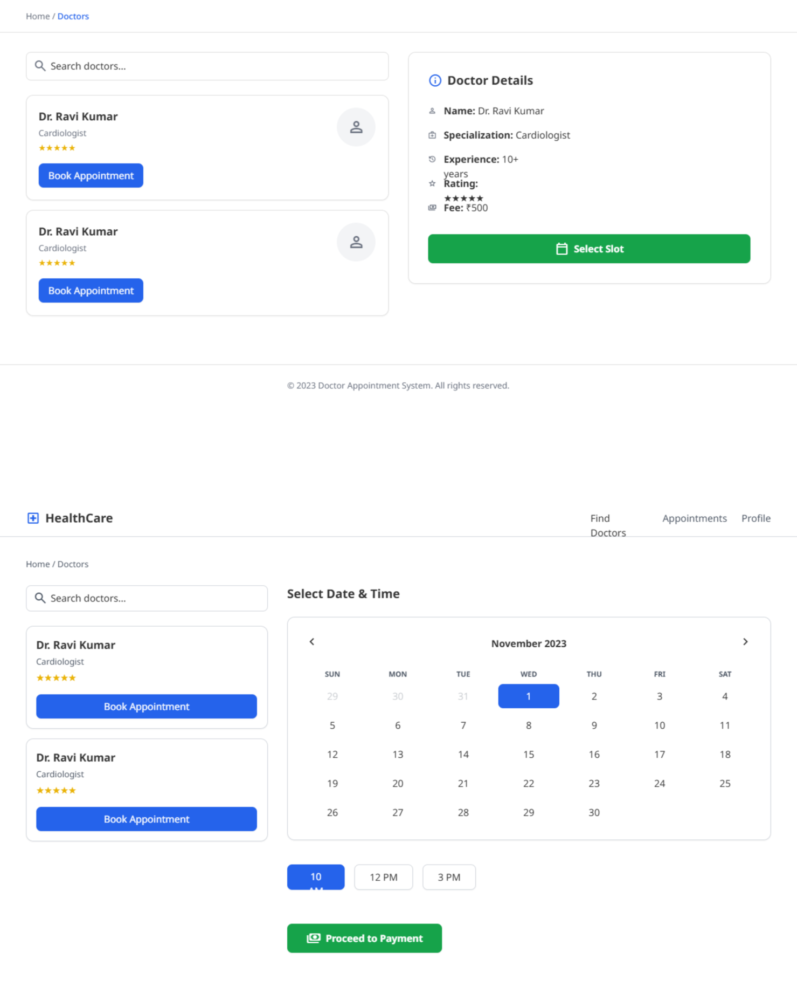 Home / Doctors
Search doctors...
Dr. Ravi Kumar
Cardiologist
★★★★★
Book Appointment
Dr. Ravi Kumar
Cardiologist
★★★★★
Book Appointment
Doctor Details
Name: Dr. Ravi Kumar
Specialization: Cardiologist
Experience: 10+
years
Rating:
★★★★★
Fee: ₹500
Select Slot
© 2023 Doctor Appointment System. All rights reserved.
HealthCare
Find
Doctors
Appointments
Profile
Home / Doctors
Search doctors...
Dr. Ravi Kumar
Cardiologist
★★★★★
Book Appointment
Dr. Ravi Kumar
Cardiologist
★★★★★
Book Appointment
Select Date & Time
November 2023
SUN MON TUE WED THU FRI SAT
29 30 31 1 2 3 4
5 6 7 8 9 10 11
12 13 14 15 16 17 18
19 20 21 22 23 24 25
26 27 28 29 30
10
AM
12 PM
3 PM
Proceed to Payment